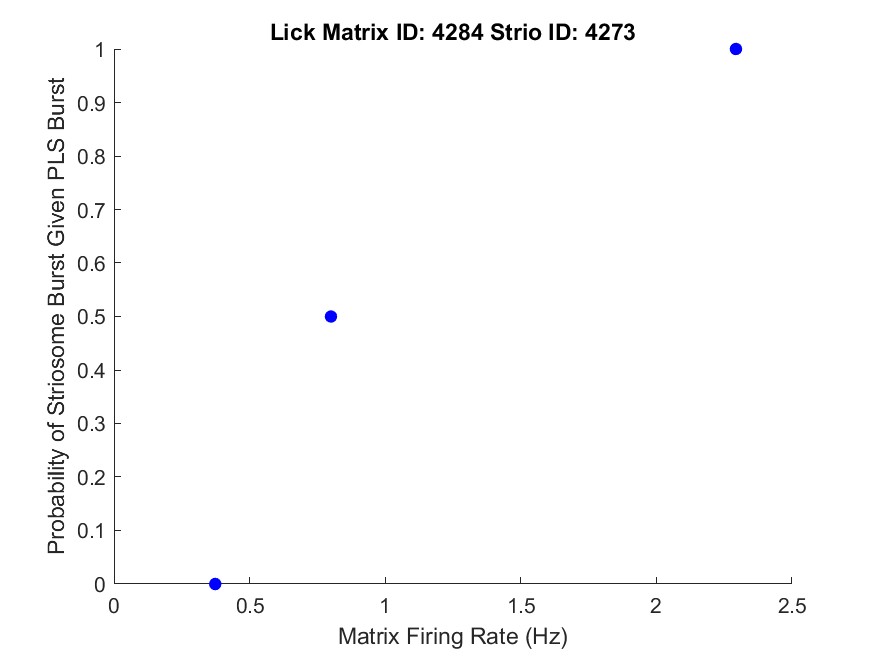 Lick Matrix ID: 4284 Strio ID: 4273
Probability of Striosome Burst Given PLS Burst
1
0.9
0.8
0.7
0.6
0.5
0.4
0.3
0.2
0.1
0
0 0.5 1 1.5 2 2.5
Matrix Firing Rate (Hz)